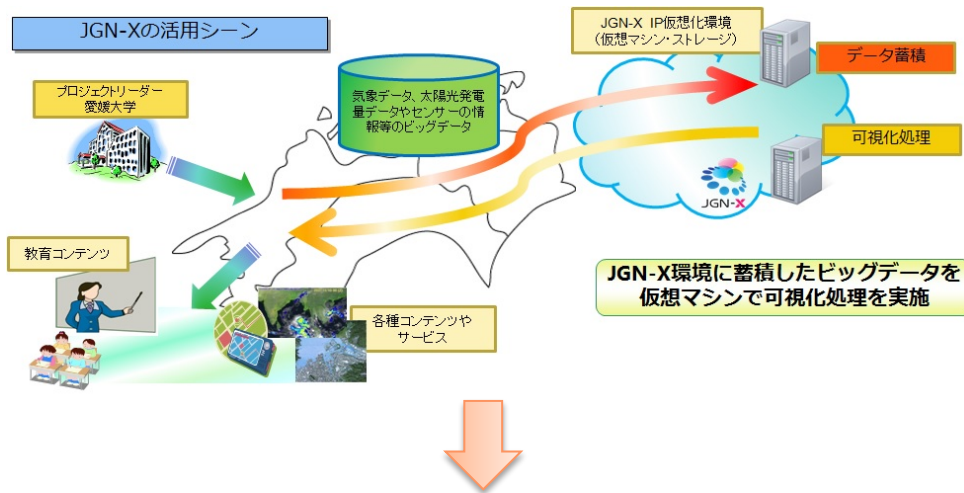 JGN-Xの活用シーン
プロジェクトリーダー
愛媛大学
気象データ、太陽光発電
量データやセンサーの情
報等のビッグデータ
JGN-X IP仮想化環境
（仮想マシン・ストレージ）
データ蓄積
可視化処理
JGN-X
教育コンテンツ
各種コンテンツや
サービス
JGN-X環境に蓄積したビッグデータを
仮想マシンで可視化処理を実施